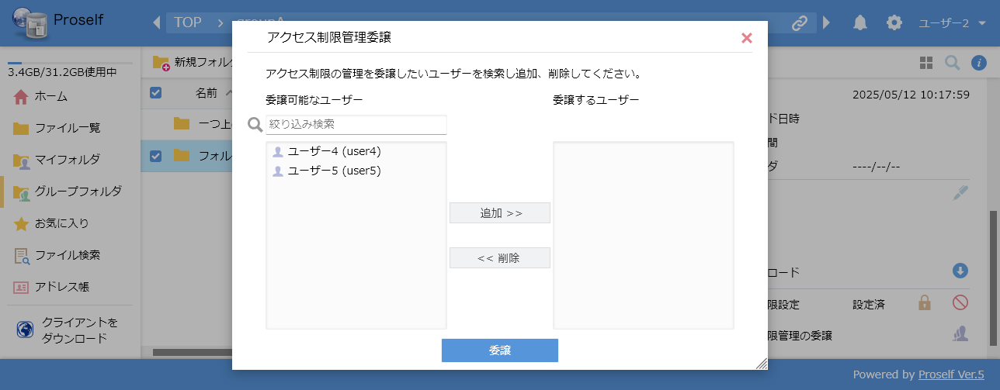 Proself
TOP
groupA
ユーザー2
3.4GB/31.2GB使用中
ホーム
ファイル一覧
マイフォルダ
グループフォルダ
お気に入り
ファイル検索
アドレス帳
クライアントを
ダウンロード
新規フォル
名前
一つ上
フォル
アクセス制限管理委譲
アクセス制限の管理を委譲したいユーザーを検索し追加、削除してください。
委譲可能なユーザー
絞り込み検索
ユーザー4 (user4)
ユーザー5 (user5)
追加 >>
<< 削除
委譲するユーザー
委譲
2025/05/12 10:17:59
ド日時
間
ダ ----/--/--
ロード
限設定 設定済
限管理の委譲
Powered by Proself Ver.5